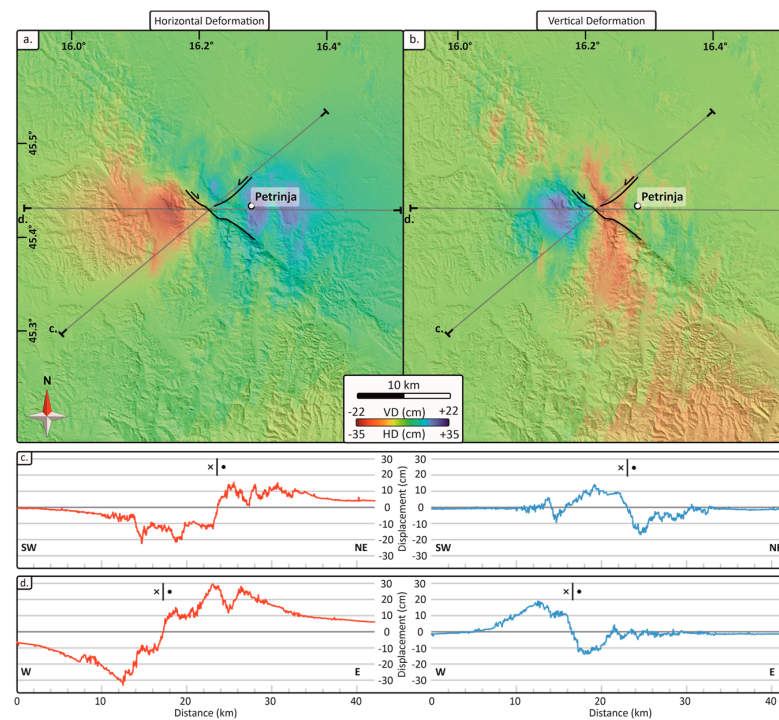 Horizontal Deformation
Vertical Deformation
a.
16.0°
16.2°
16.4°
b.
16.0°
16.2°
16.4°
45.5°
45.4°
45.3°
Petrinja
Petrinja
d.
d.
c.
c.
N
10 km
-22 VD (cm) +22
-35 HD (cm) +35
c.
× •
× •
30
20
10
0
-10
-20
-30
Displacement (cm)
30
20
10
0
-10
-20
-30
SW
NE
SW
NE
d.
× •
× •
30
20
10
0
-10
-20
-30
Displacement (cm)
30
20
10
0
-10
-20
-30
W
E
W
E
0 10 20 30 40
0 10 20 30 40
Distance (km)
Distance (km)